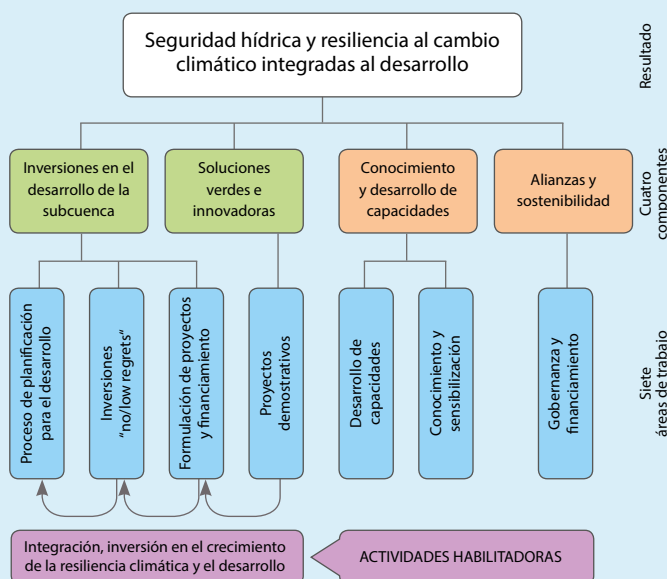 Seguridad hídrica y resiliencia al cambio
climático integradas al desarrollo
Resultado
Inversiones en el
desarrollo de la
subcuenca
Soluciones
verdes e
innovadoras
Conocimiento
y desarrollo de
capacidades
Alianzas y
sostenibilidad
Cuatro
componentes
Proceso de planificación
para el desarrollo
Inversiones
“no/low regrets“
Formulación de proyectos
y financiamiento
Proyectos
demostrativos
Desarrollo de
capacidades
Conocimiento y
sensibilización
Gobernanza y
financiamiento
Siete
áreas de trabajo
Integración, inversión en el crecimiento
de la resiliencia climática y el desarrollo
ACTIVIDADES HABILITADORAS